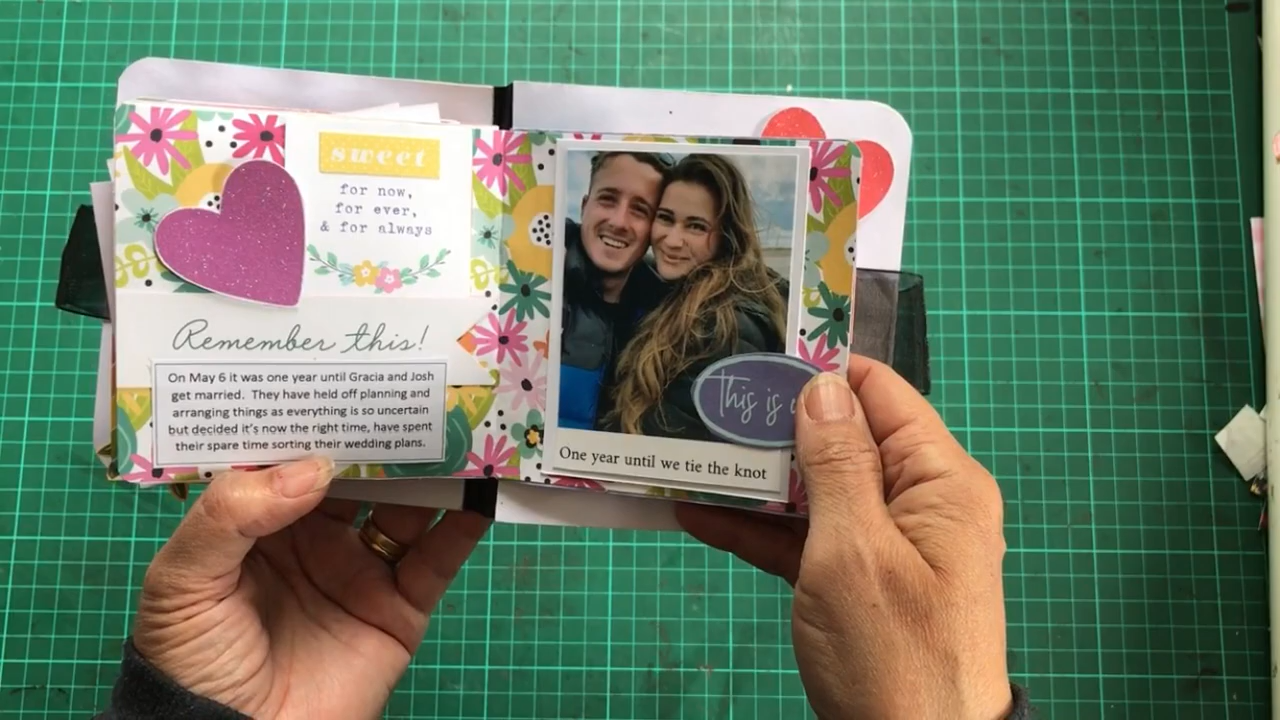 sweet
for now,
for ever,
& for always
Remember this!
On May 6 it was one year until Gracia and Josh
get married. They have held off planning and
arranging things as everything is so uncertain
but decided it's now the right time, have spent
their spare time sorting their wedding plans.
This is
One year until we tie the knot